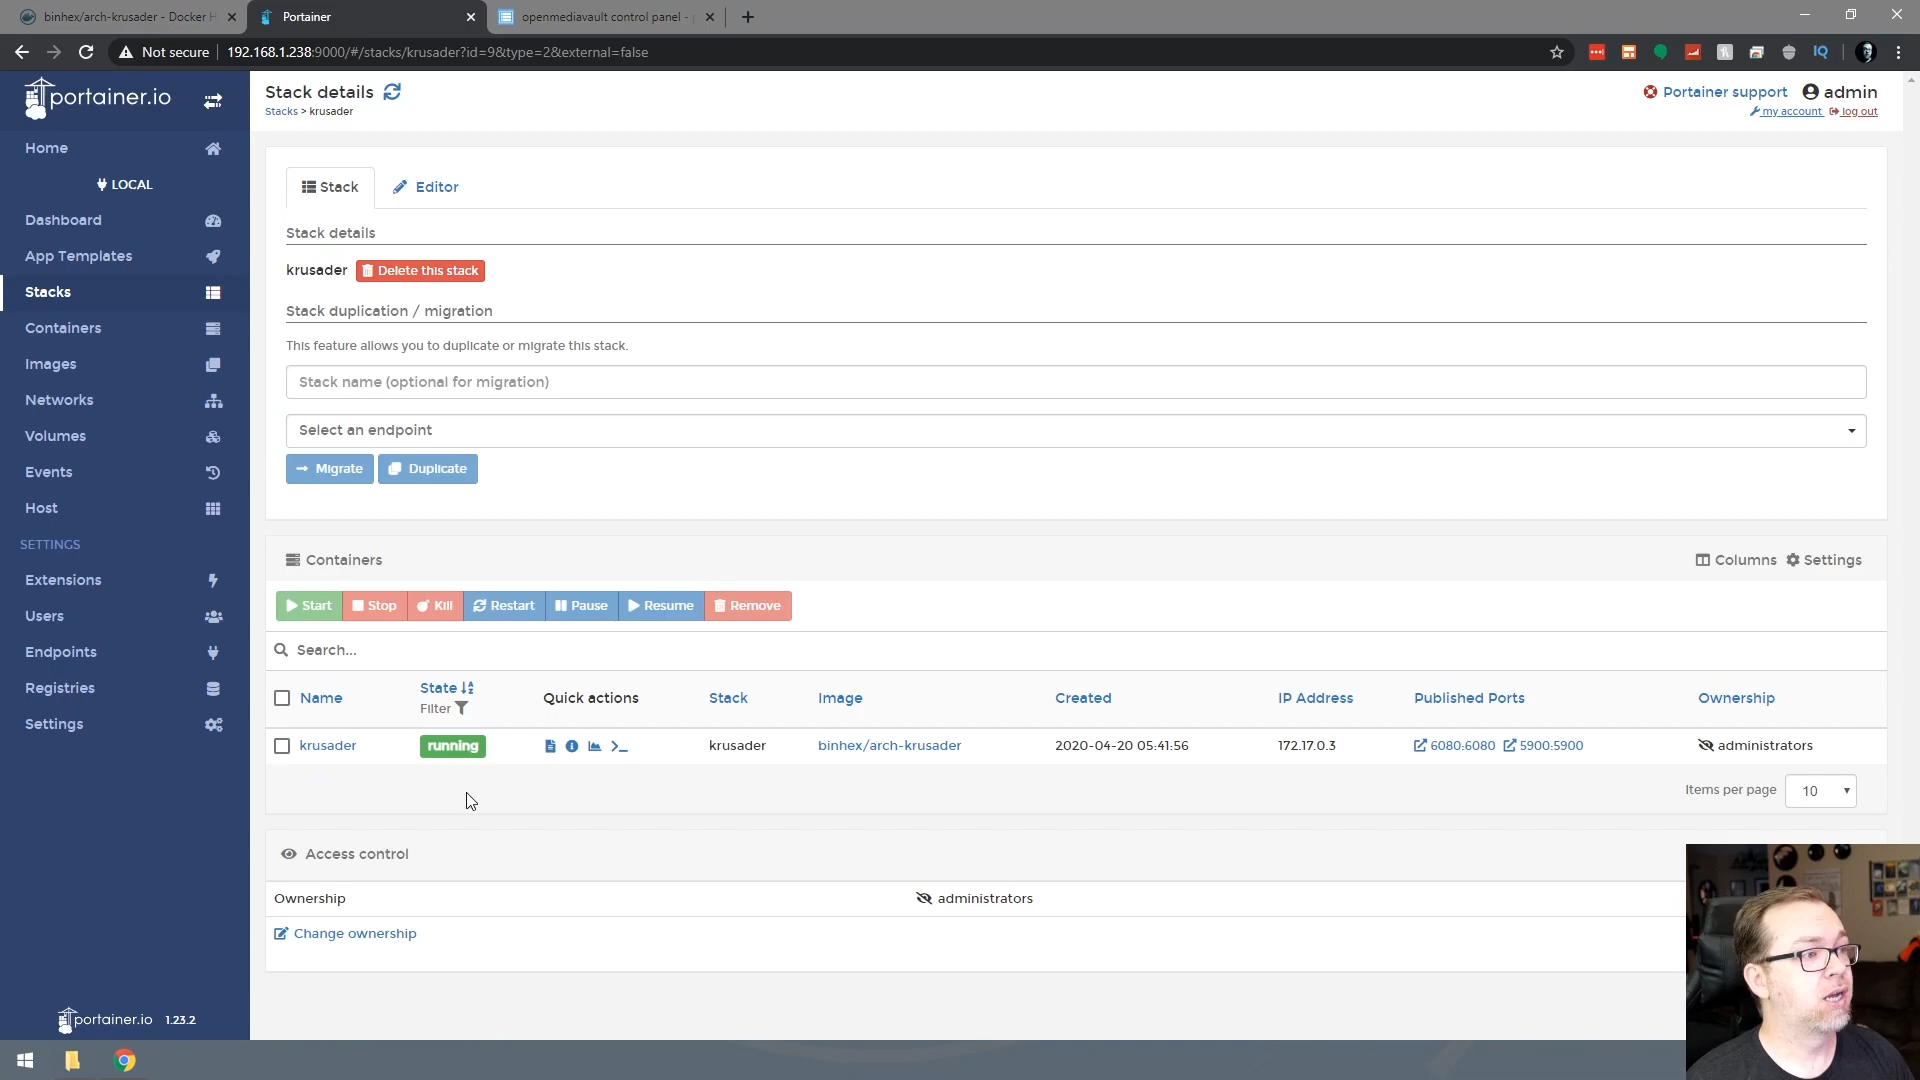 binhex/arch-krusader - Docker H
Portainer
openmediavault control panel -
Not secure
192.168.1.238:9000/#/stacks/krusader?id=9&type=2&external=false
IQ
portainer.io
Home
LOCAL
Dashboard
App Templates
Stacks
Containers
Images
Networks
Volumes
Events
Host
SETTINGS
Extensions
Users
Endpoints
Registries
Settings
portainer.io 1.23.2
Stack details
Stacks > krusader
Portainer support admin
my account log out
Stack Editor
Stack details
krusader Delete this stack
Stack duplication / migration
This feature allows you to duplicate or migrate this stack.
Stack name (optional for migration)
Select an endpoint
Migrate Duplicate
Containers Columns Settings
Start Stop Kill Restart Pause Resume Remove
Search...
Name State Filter Quick actions Stack Image Created IP Address Published Ports Ownership
krusader running krusader binhex/arch-krusader 2020-04-20 05:41:56 172.17.0.3 6080:6080 5900:5900 administrators
Items per page 10
Access control
Ownership administrators
Change ownership